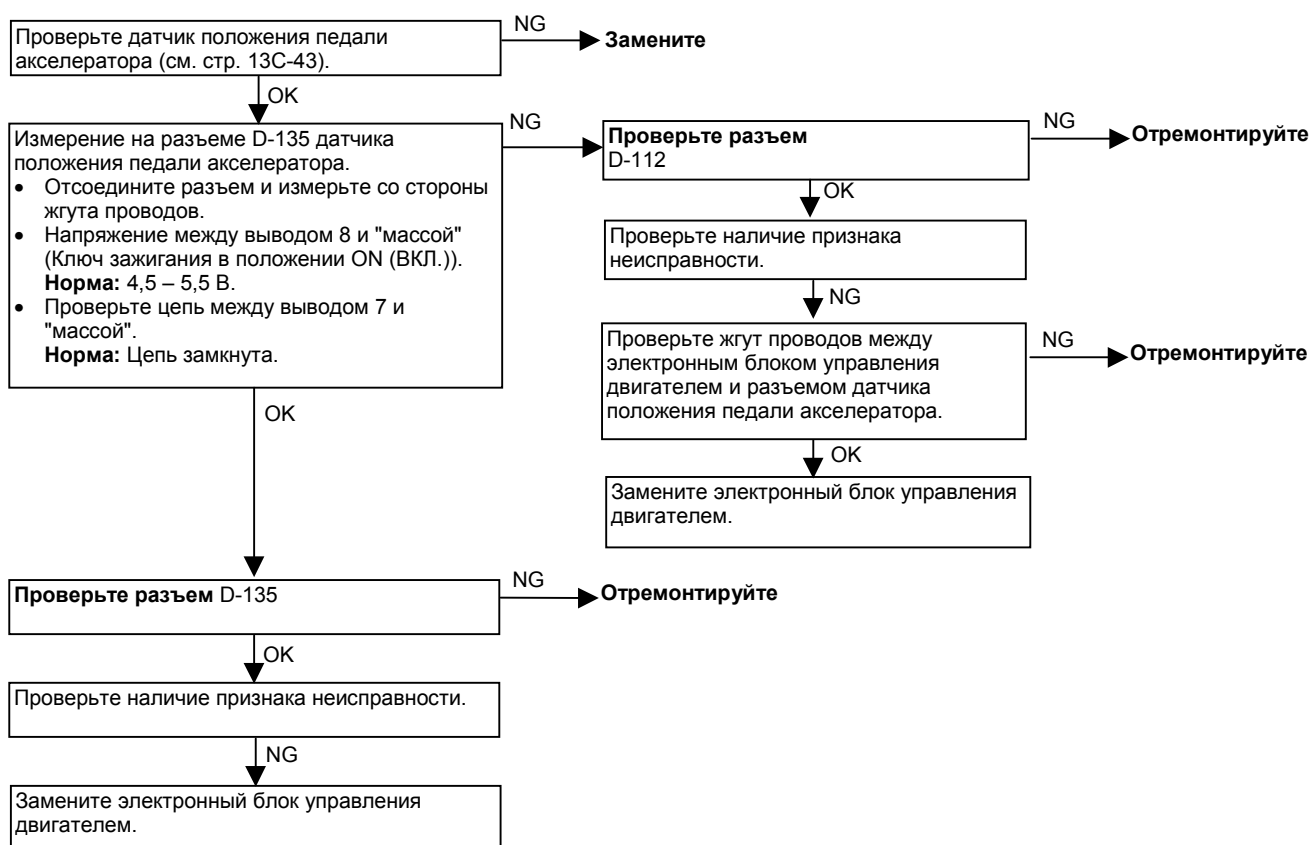 Проверьте датчик положения педали
акселератора (см. стр. 13C-43).
NG
Замените
OK
Измерение на разъеме D-135 датчика
положения педали акселератора.
• Отсоедините разъем и измерьте со стороны
жгута проводов.
• Напряжение между выводом 8 и "массой"
(Ключ зажигания в положении ON (ВКЛ.)).
Норма: 4,5 – 5,5 В.
• Проверьте цепь между выводом 7 и
"массой".
Норма: Цепь замкнута.
NG
Проверьте разъем
D-112
NG
Отремонтируйте
OK
Проверьте наличие признака
неисправности.
NG
Проверьте жгут проводов между
электронным блоком управления
двигателем и разъемом датчика
положения педали акселератора.
NG
Отремонтируйте
OK
Замените электронный блок управления
двигателем.
OK
Проверьте разъем D-135
NG
Отремонтируйте
OK
Проверьте наличие признака неисправности.
NG
Замените электронный блок управления
двигателем.